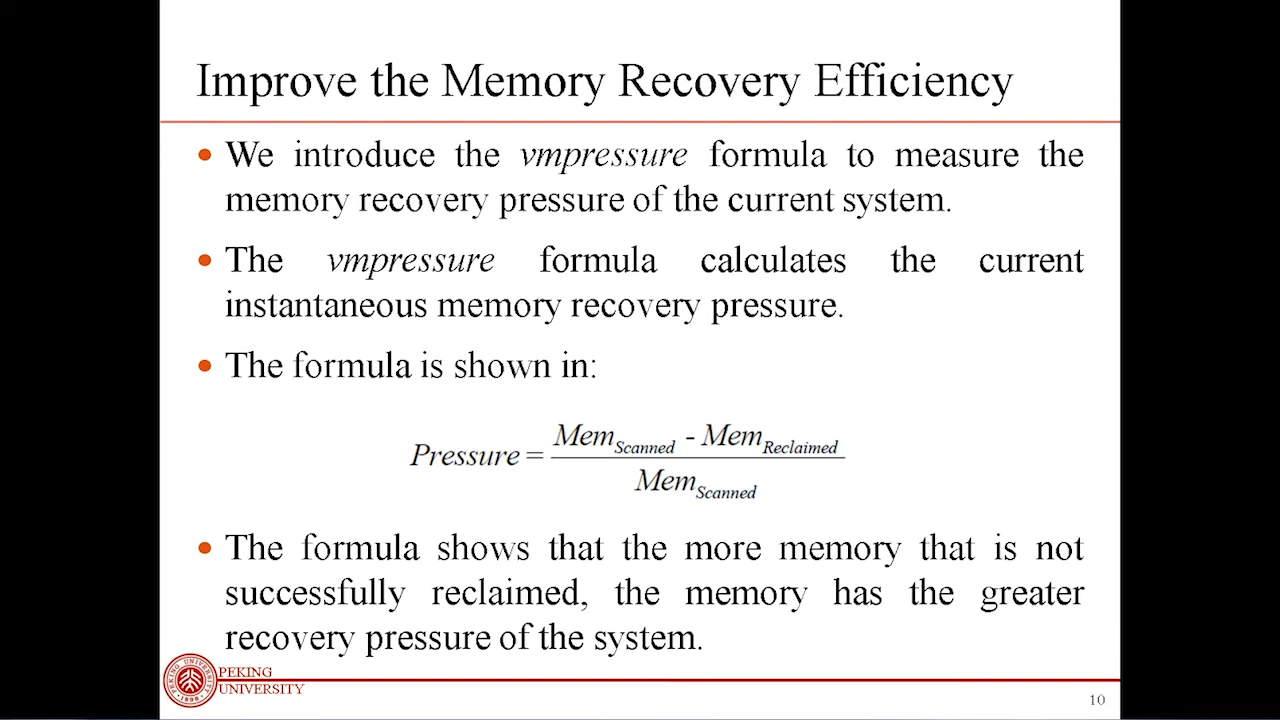 Improve the Memory Recovery Efficiency
• We introduce the vmpressure formula to measure the
memory recovery pressure of the current system.
• The vmpressure formula calculates the current
instantaneous memory recovery pressure.
• The formula is shown in:
Pressure = (Mem_Scanned - Mem_Reclaimed) / Mem_Scanned
• The formula shows that the more memory that is not
successfully reclaimed, the memory has the greater
recovery pressure of the system.
PEKING UNIVERSITY
1898
PEKING
UNIVERSITY
10